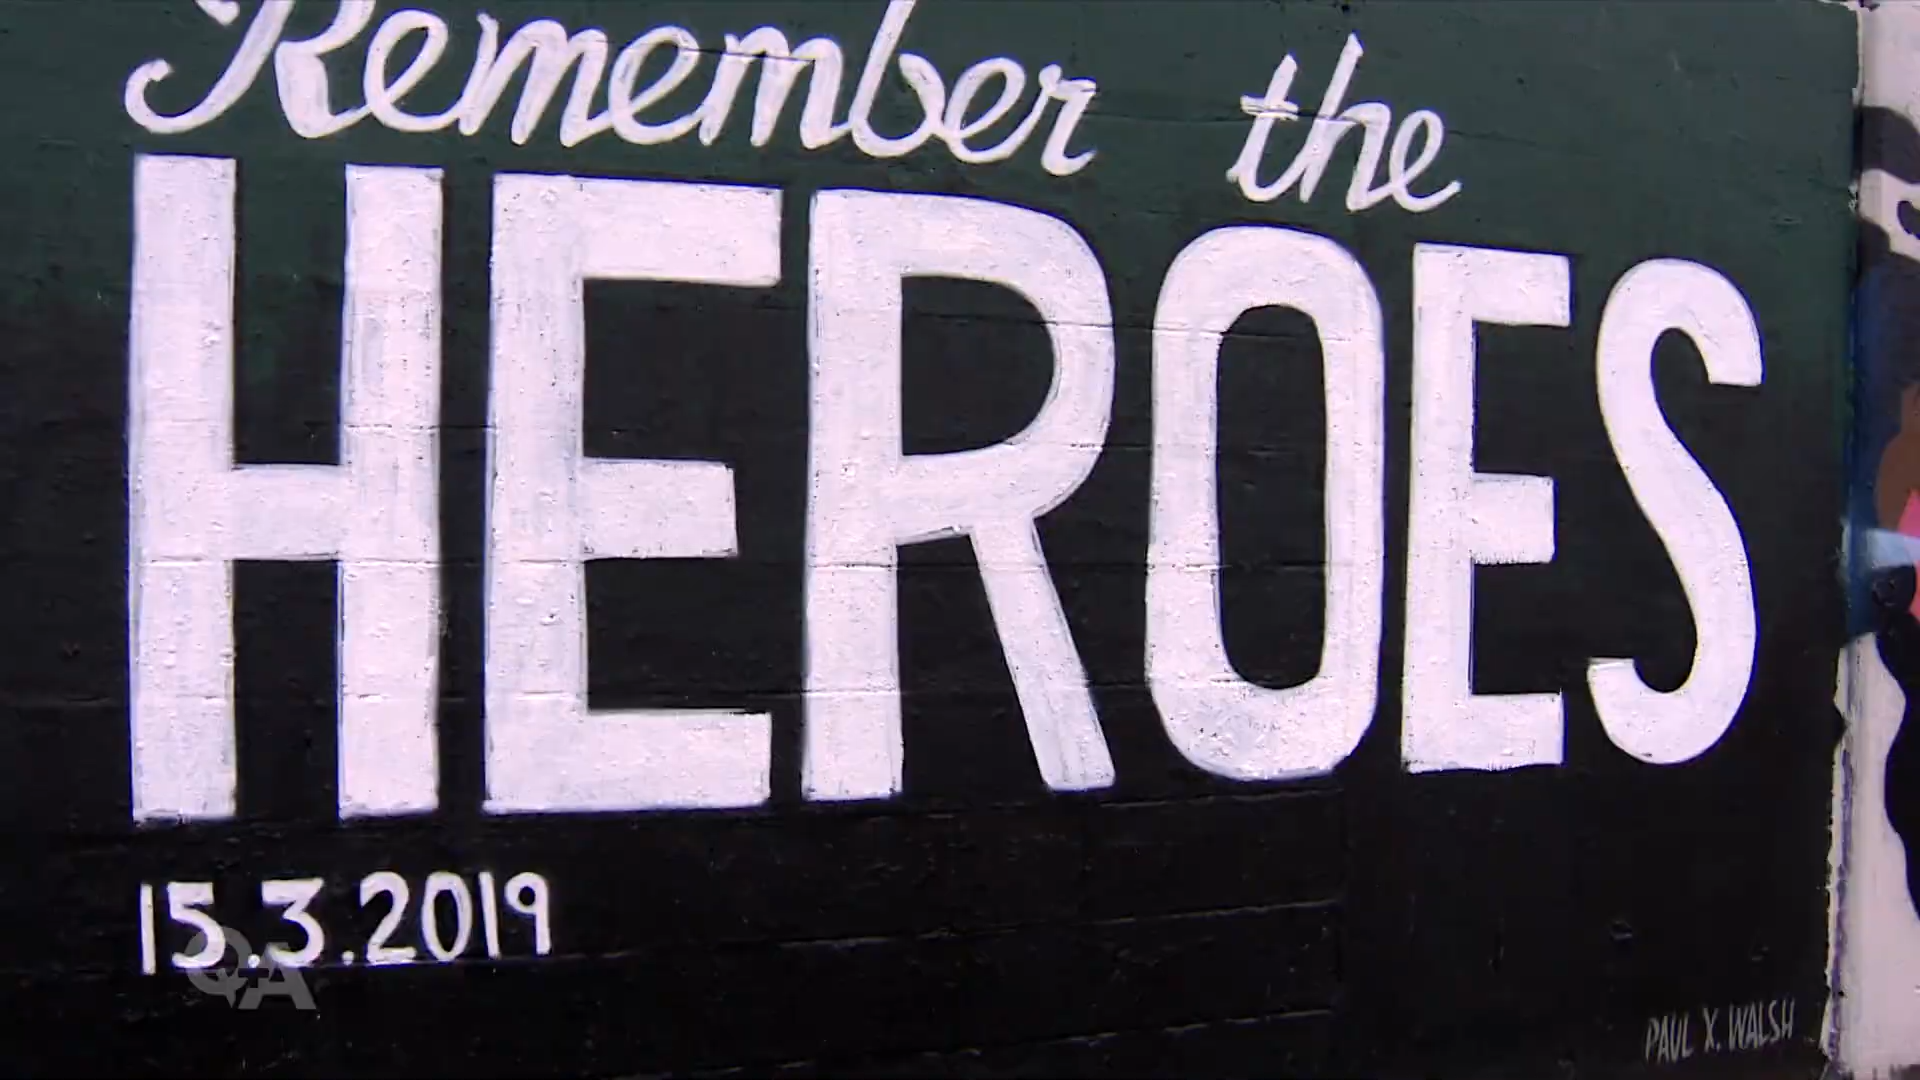 Remember the
HEROES
15.3.2019
Q+A
PAUL X. WALSH